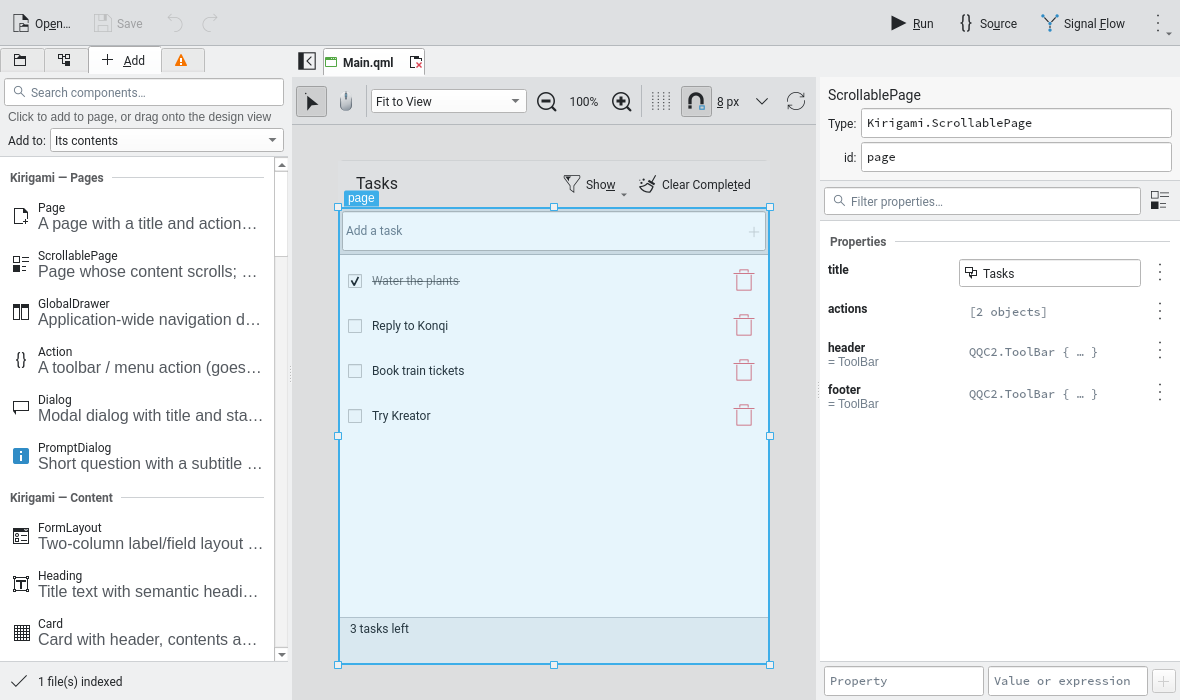 Open... Save Run Source Signal Flow
Add
Main.qml
Search components...
Click to add to page, or drag onto the design view
Add to: Its contents
Kirigami — Pages
Page
A page with a title and action...
ScrollablePage
Page whose content scrolls; ...
GlobalDrawer
Application-wide navigation d...
Action
A toolbar / menu action (goes...
Dialog
Modal dialog with title and sta...
PromptDialog
Short question with a subtitle ...
Kirigami — Content
FormLayout
Two-column label/field layout ...
Heading
Title text with semantic headi...
Card
Card with header, contents a...
1 file(s) indexed
Fit to View 100% 8 px
Tasks Show Clear Completed
page
Add a task
Water the plants
Reply to Konqi
Book train tickets
Try Kreator
3 tasks left
ScrollablePage
Type: Kirigami.ScrollablePage
id: page
Filter properties...
Properties
title Tasks
actions [2 objects]
header QQC2.ToolBar { … }
= ToolBar
footer QQC2.ToolBar { … }
= ToolBar
Property Value or expression